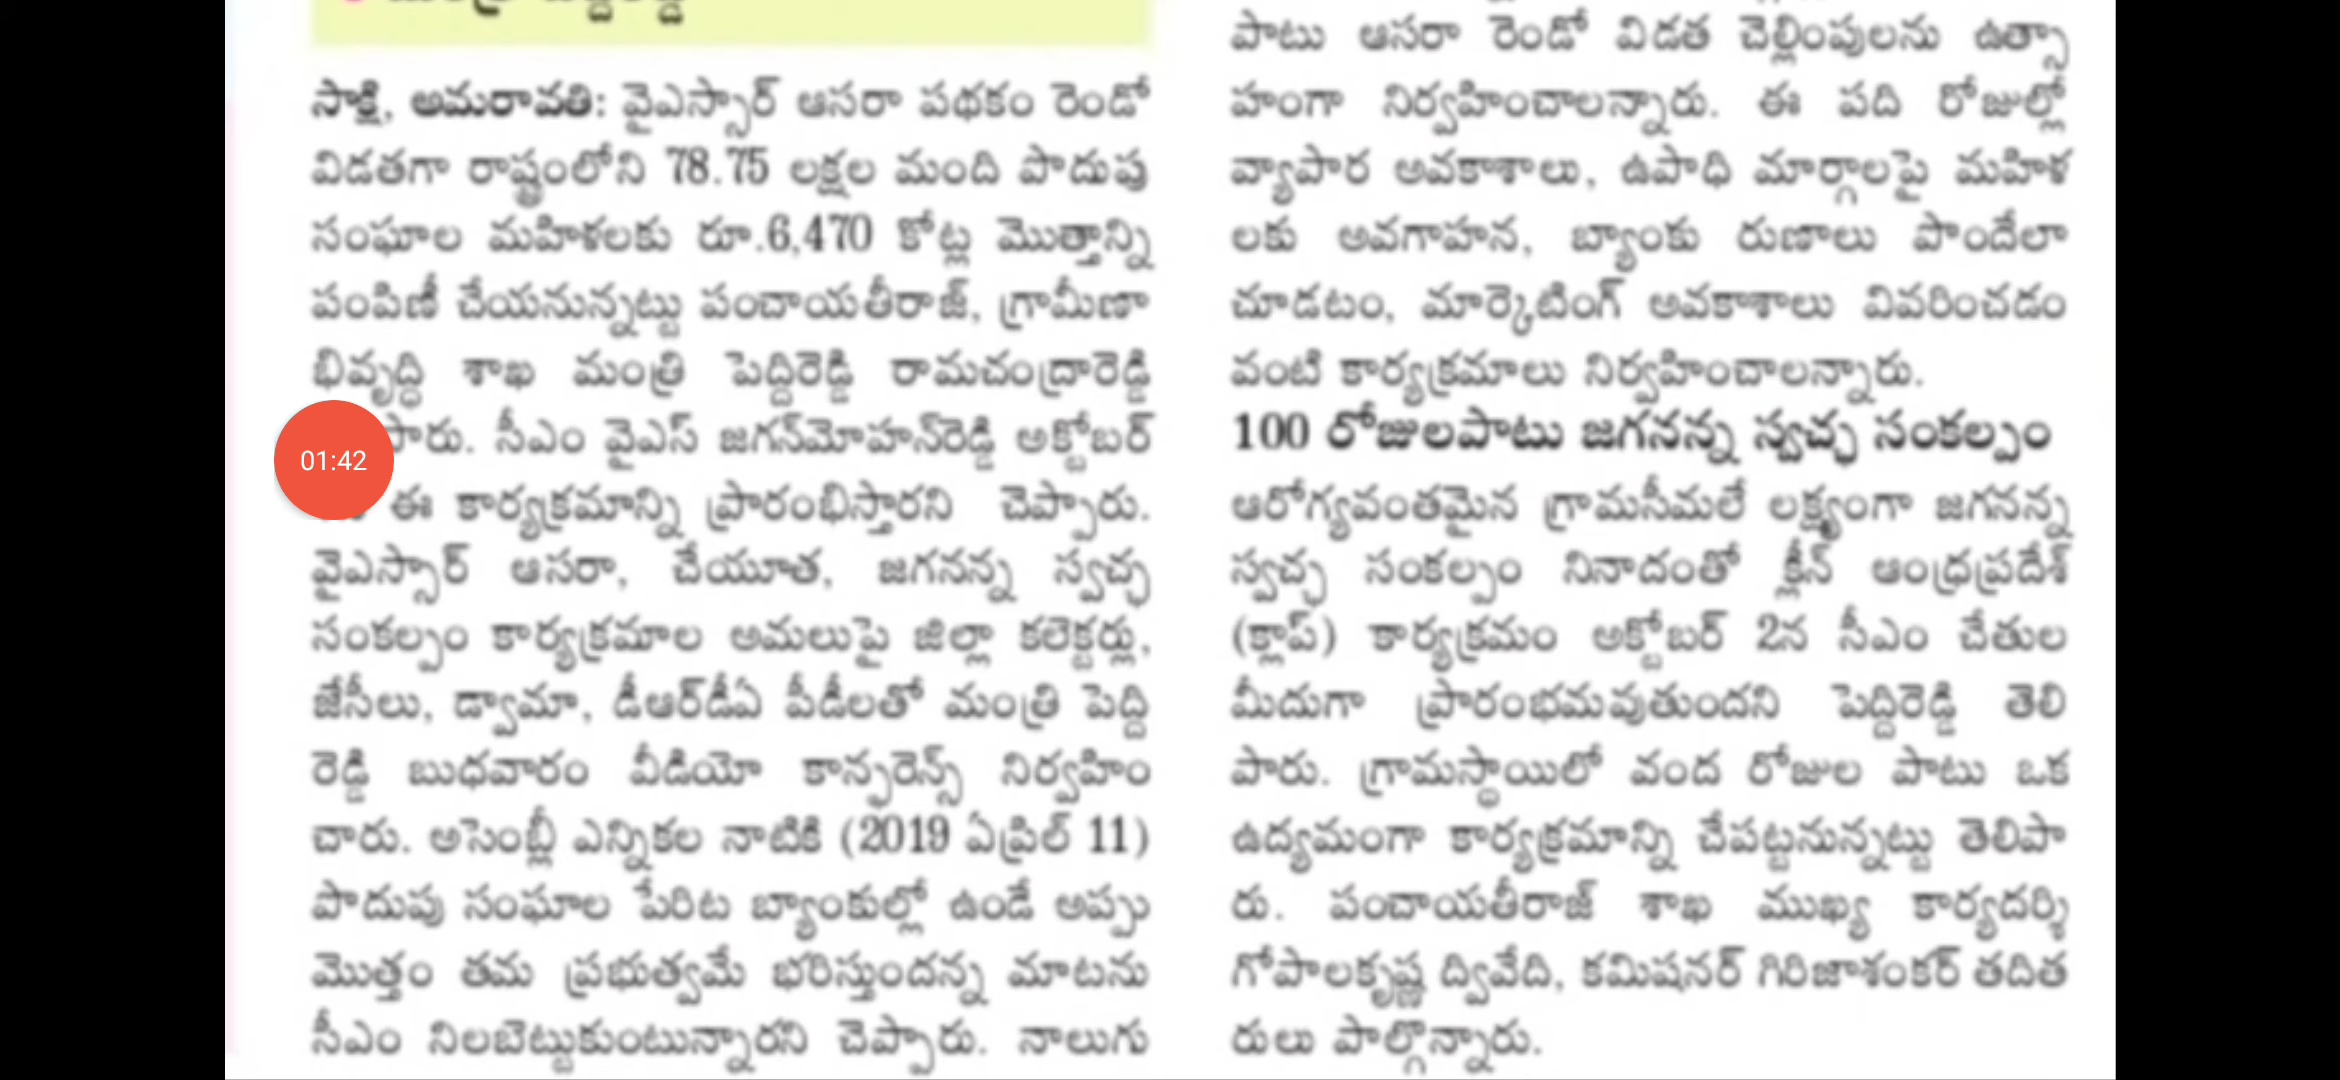 సాక్షి, అమరావతి: వైఎస్సార్ ఆసరా పథకం రెండో
విడతగా రాష్ట్రంలోని 78.75 లక్షల మంది పొదుపు
సంఘాల మహిళలకు రూ.6,470 కోట్ల మొత్తాన్ని
పంపిణీ చేయనున్నట్టు పంచాయతీరాజ్, గ్రామీణా
భివృద్ధి శాఖ మంత్రి పెద్దిరెడ్డి రామచంద్రారెడ్డి
పారు. సీఎం వైఎస్ జగన్‌మోహన్‌రెడ్డి అక్టోబర్
ఈ కార్యక్రమాన్ని ప్రారంభిస్తారని చెప్పారు.
వైఎస్సార్ ఆసరా, చేయూత, జగనన్న స్వచ్ఛ
సంకల్పం కార్యక్రమాల అమలుపై జిల్లా కలెక్టర్లు,
జేసీలు, డ్వామా, డీఆర్‌డీఏ పీడీలతో మంత్రి పెద్ది
రెడ్డి బుధవారం వీడియో కాన్ఫరెన్స్ నిర్వహిం
చారు. అసెంబ్లీ ఎన్నికల నాటికి (2019 ఏప్రిల్ 11)
పొదుపు సంఘాల పేరిట బ్యాంకుల్లో ఉండే అప్పు
మొత్తం తమ ప్రభుత్వమే భరిస్తుందన్న మాటను
సీఎం నిలబెట్టుకుంటున్నారని చెప్పారు. నాలుగు
పాటు ఆసరా రెండో విడత చెల్లింపులను ఉత్సా
హంగా నిర్వహించాలన్నారు. ఈ పది రోజుల్లో
వ్యాపార అవకాశాలు, ఉపాధి మార్గాలపై మహిళ
లకు అవగాహన, బ్యాంకు రుణాలు పొందేలా
చూడటం, మార్కెటింగ్ అవకాశాలు వివరించడం
వంటి కార్యక్రమాలు నిర్వహించాలన్నారు.
100 రోజులపాటు జగనన్న స్వచ్ఛ సంకల్పం
ఆరోగ్యవంతమైన గ్రామసీమలే లక్ష్యంగా జగనన్న
స్వచ్ఛ సంకల్పం నినాదంతో క్లీన్ ఆంధ్రప్రదేశ్
(క్లాప్) కార్యక్రమం అక్టోబర్ 2న సీఎం చేతుల
మీదుగా ప్రారంభమవుతుందని పెద్దిరెడ్డి తెలి
పారు. గ్రామస్థాయిలో వంద రోజుల పాటు ఒక
ఉద్యమంగా కార్యక్రమాన్ని చేపట్టనున్నట్టు తెలిపా
రు. పంచాయతీరాజ్ శాఖ ముఖ్య కార్యదర్శి
గోపాలకృష్ణ ద్వివేది, కమిషనర్ గిరిజాశంకర్ తదిత
రులు పాల్గొన్నారు.
01:42